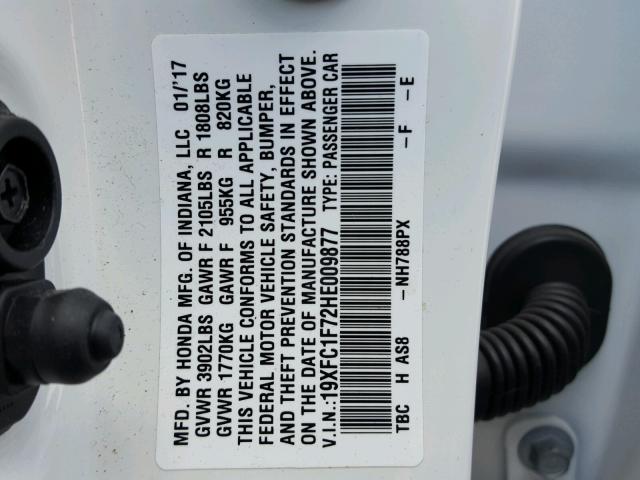 MFD. BY HONDA MFG. OF INDIANA, LLC 01/'17
GVWR 3902LBS GAWR F 2105LBS R 1808LBS
GVWR 1770KG GAWR F 955KG R 820KG
THIS VEHICLE CONFORMS TO ALL APPLICABLE
FEDERAL MOTOR VEHICLE SAFETY, BUMPER,
AND THEFT PREVENTION STANDARDS IN EFFECT
ON THE DATE OF MANUFACTURE SHOWN ABOVE.
V.I.N.:19XFC1F72HE009877 TYPE: PASSENGER CAR
TBC H AS8 -NH788PX -F -E